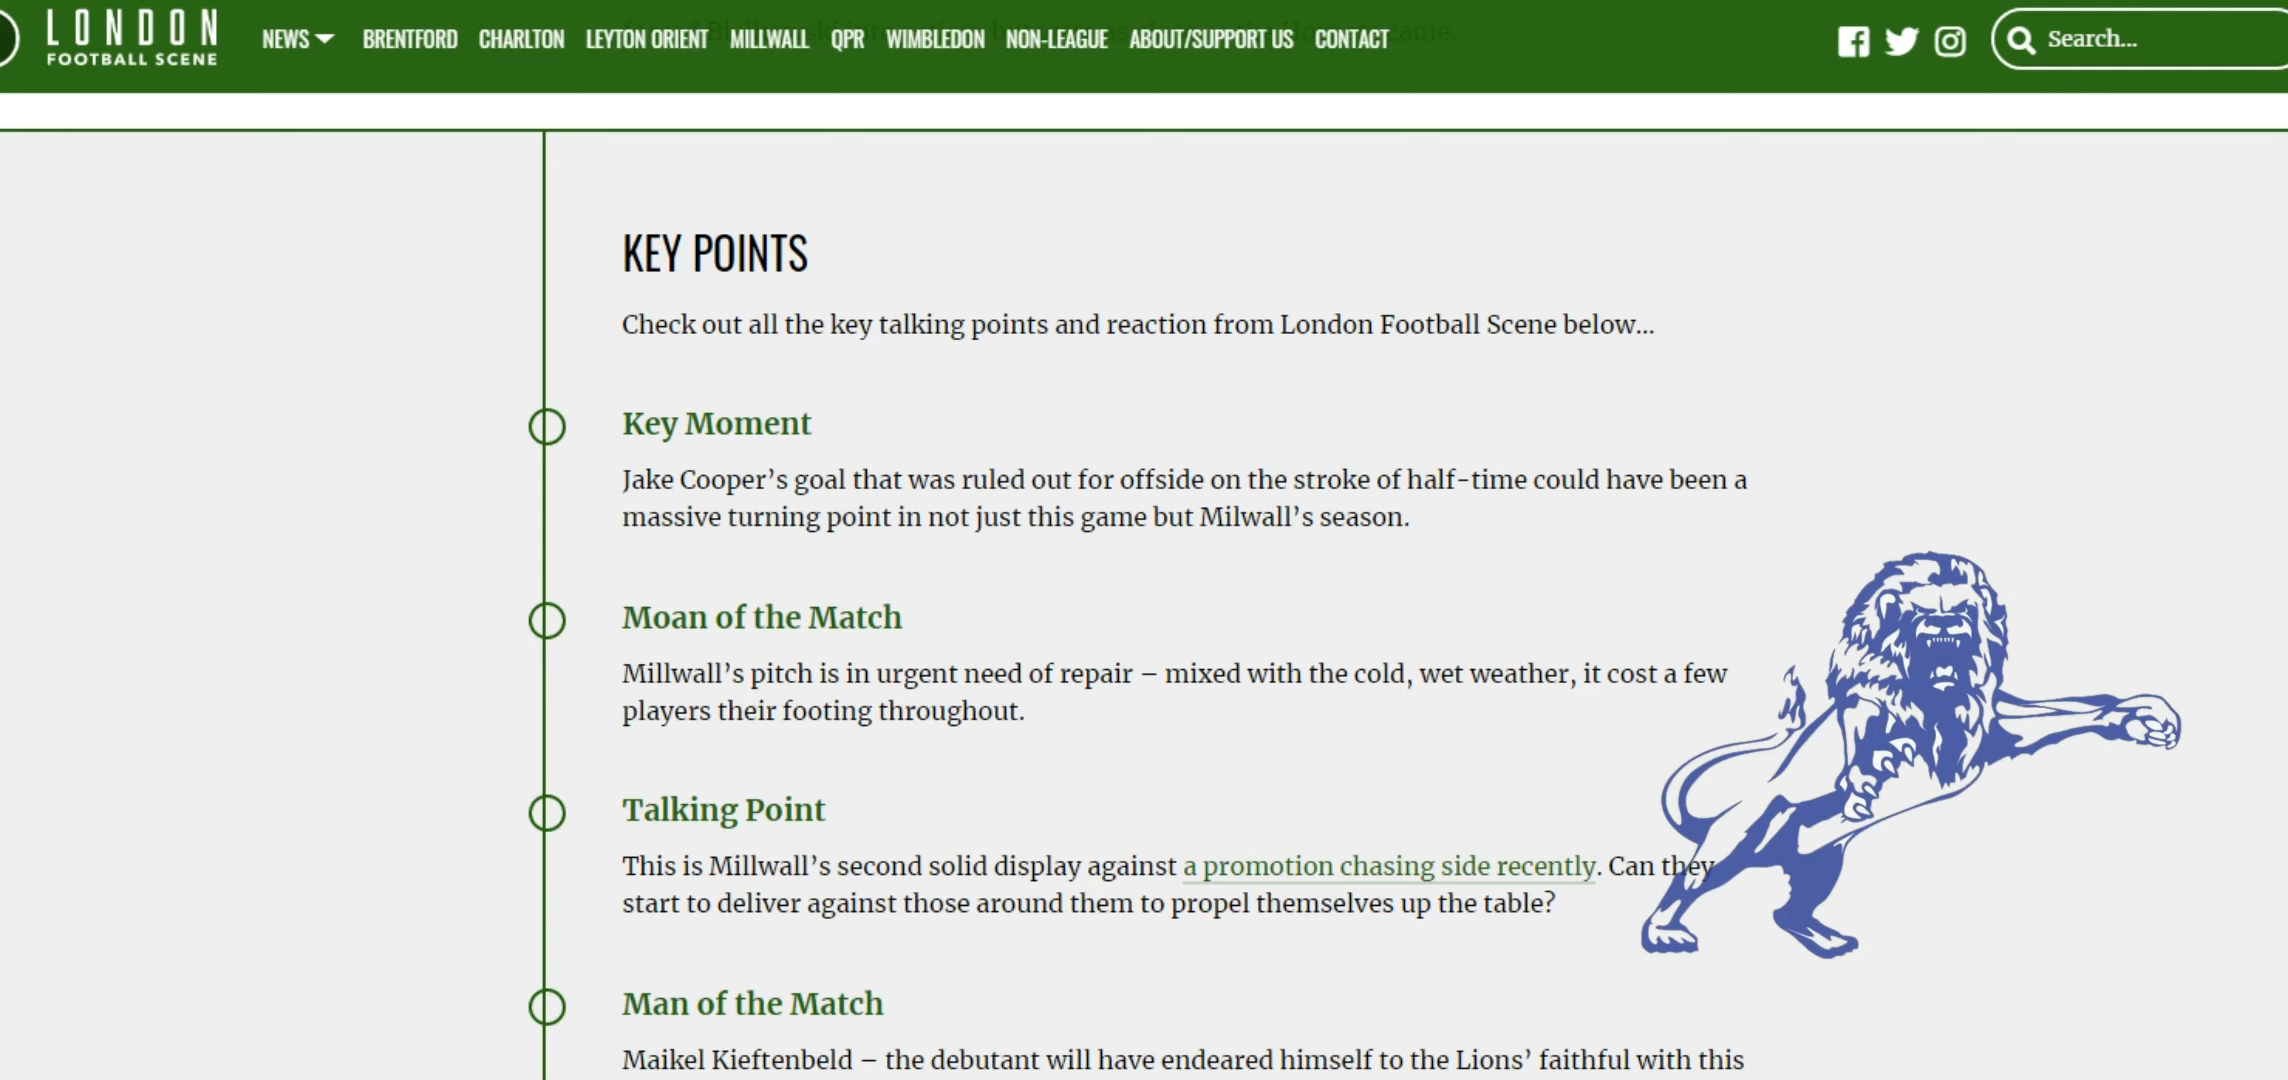 LONDON
FOOTBALL SCENE
NEWS BRENTFORD CHARLTON LEYTON ORIENT MILLWALL QPR WIMBLEDON NON-LEAGUE ABOUT/SUPPORT US CONTACT
Search...
KEY POINTS
Check out all the key talking points and reaction from London Football Scene below...
Key Moment
Jake Cooper’s goal that was ruled out for offside on the stroke of half-time could have been a
massive turning point in not just this game but Milwall’s season.
Moan of the Match
Millwall’s pitch is in urgent need of repair – mixed with the cold, wet weather, it cost a few
players their footing throughout.
Talking Point
This is Millwall’s second solid display against a promotion chasing side recently. Can they
start to deliver against those around them to propel themselves up the table?
Man of the Match
Maikel Kieftenbeld – the debutant will have endeared himself to the Lions’ faithful with this